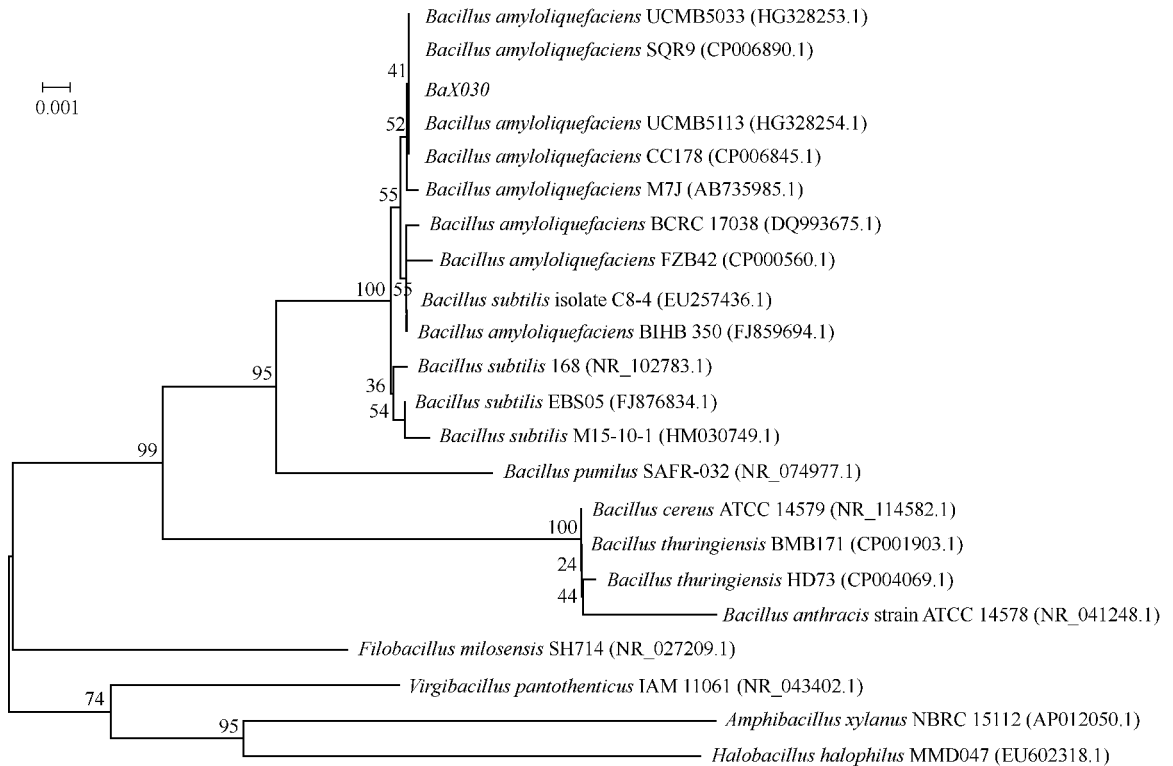 Bacillus amyloliquefaciens UCMB5033 (HG328253.1)
Bacillus amyloliquefaciens SQR9 (CP006890.1)
41
BaX030
0.001
52
Bacillus amyloliquefaciens UCMB5113 (HG328254.1)
Bacillus amyloliquefaciens CC178 (CP006845.1)
55
Bacillus amyloliquefaciens M7J (AB735985.1)
Bacillus amyloliquefaciens BCRC 17038 (DQ993675.1)
Bacillus amyloliquefaciens FZB42 (CP000560.1)
100 55
Bacillus subtilis isolate C8-4 (EU257436.1)
Bacillus amyloliquefaciens BIHB 350 (FJ859694.1)
95
Bacillus subtilis 168 (NR_102783.1)
36
Bacillus subtilis EBS05 (FJ876834.1)
54
Bacillus subtilis M15-10-1 (HM030749.1)
99
Bacillus pumilus SAFR-032 (NR_074977.1)
Bacillus cereus ATCC 14579 (NR_114582.1)
100
Bacillus thuringiensis BMB171 (CP001903.1)
24
Bacillus thuringiensis HD73 (CP004069.1)
44
Bacillus anthracis strain ATCC 14578 (NR_041248.1)
Filobacillus milosensis SH714 (NR_027209.1)
74
Virgibacillus pantothenticus IAM 11061 (NR_043402.1)
95
Amphibacillus xylanus NBRC 15112 (AP012050.1)
Halobacillus halophilus MMD047 (EU602318.1)